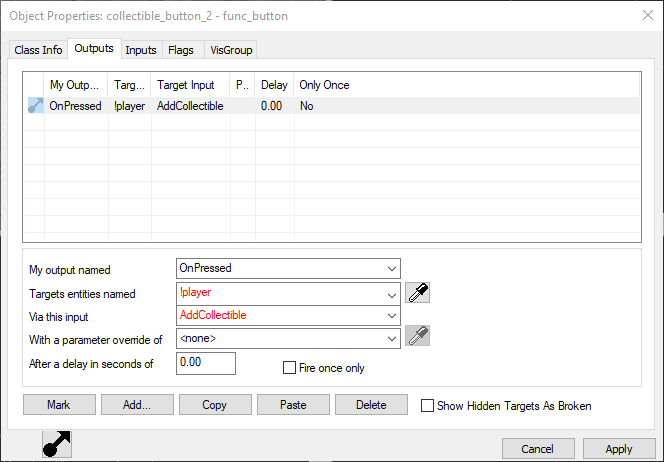 Object Properties: collectible_button_2 - func_button
Class Info Outputs Inputs Flags VisGroup
My Outp... Targ... Target Input P.. Delay Only Once
OnPressed !player AddCollectible 0.00 No
My output named OnPressed
Targets entities named !player
Via this input AddCollectible
With a parameter override of <none>
After a delay in seconds of 0.00 Fire once only
Mark Add... Copy Paste Delete Show Hidden Targets As Broken
Cancel Apply